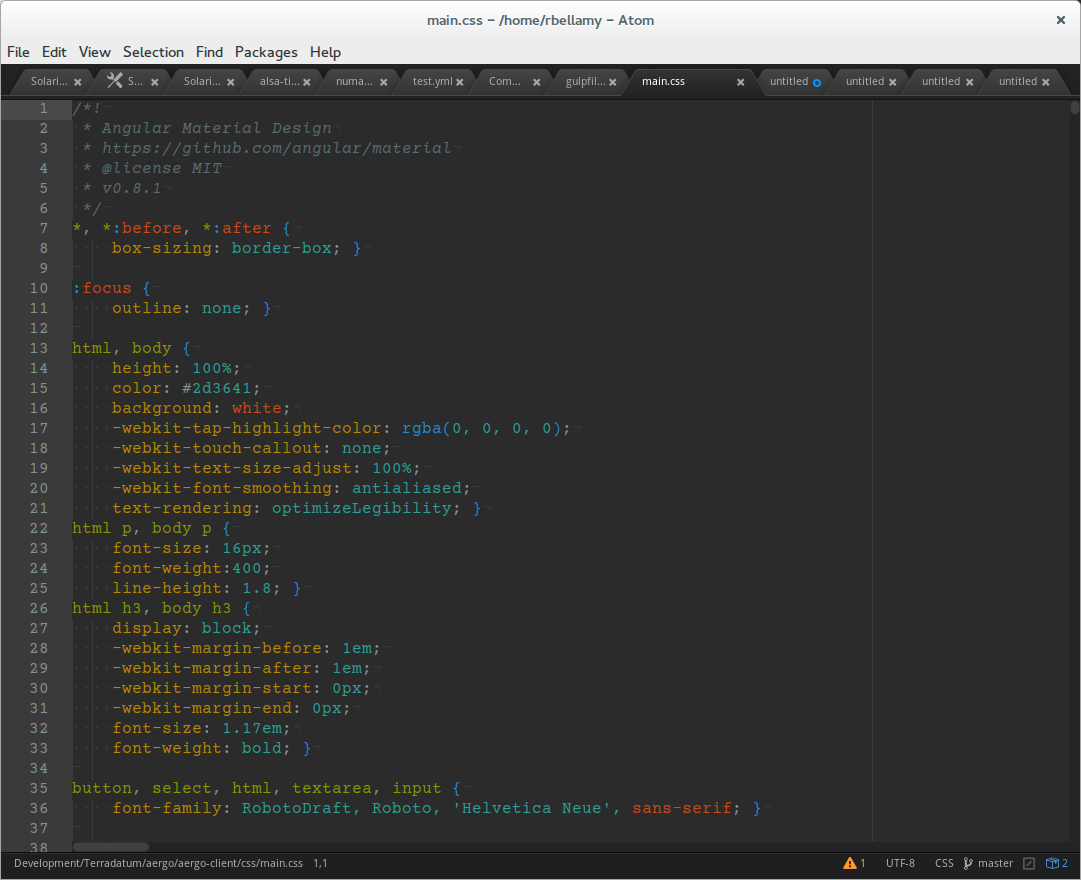 main.css – /home/rbellamy – Atom
File Edit View Selection Find Packages Help
Solari... S... Solari... alsa-ti... numa... test.yml Com... gulpfil... main.css untitled untitled untitled untitled
1 /*!
2  * Angular Material Design
3  * https://github.com/angular/material
4  * @license MIT
5  * v0.8.1
6  */
7 *, *:before, *:after {
8     box-sizing: border-box; }
9
10 :focus {
11     outline: none; }
12
13 html, body {
14     height: 100%;
15     color: #2d3641;
16     background: white;
17     -webkit-tap-highlight-color: rgba(0, 0, 0, 0);
18     -webkit-touch-callout: none;
19     -webkit-text-size-adjust: 100%;
20     -webkit-font-smoothing: antialiased;
21     text-rendering: optimizeLegibility; }
22 html p, body p {
23     font-size: 16px;
24     font-weight:400;
25     line-height: 1.8; }
26 html h3, body h3 {
27     display: block;
28     -webkit-margin-before: 1em;
29     -webkit-margin-after: 1em;
30     -webkit-margin-start: 0px;
31     -webkit-margin-end: 0px;
32     font-size: 1.17em;
33     font-weight: bold; }
34
35 button, select, html, textarea, input {
36     font-family: RobotoDraft, Roboto, 'Helvetica Neue', sans-serif; }
37
38
Development/Terradatum/aergo/aergo-client/css/main.css 1,1 1 UTF-8 CSS master 2